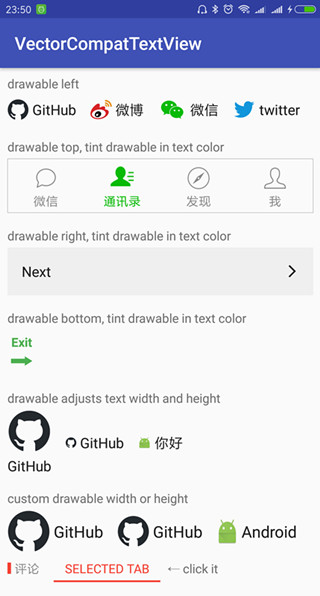 23:50
VectorCompatTextView
drawable left
GitHub 微博 微信 twitter
drawable top, tint drawable in text color
微信 通讯录 发现 我
drawable right, tint drawable in text color
Next
drawable bottom, tint drawable in text color
Exit
drawable adjusts text width and height
GitHub 你好
GitHub
custom drawable width or height
GitHub GitHub Android
评论 SELECTED TAB ← click it